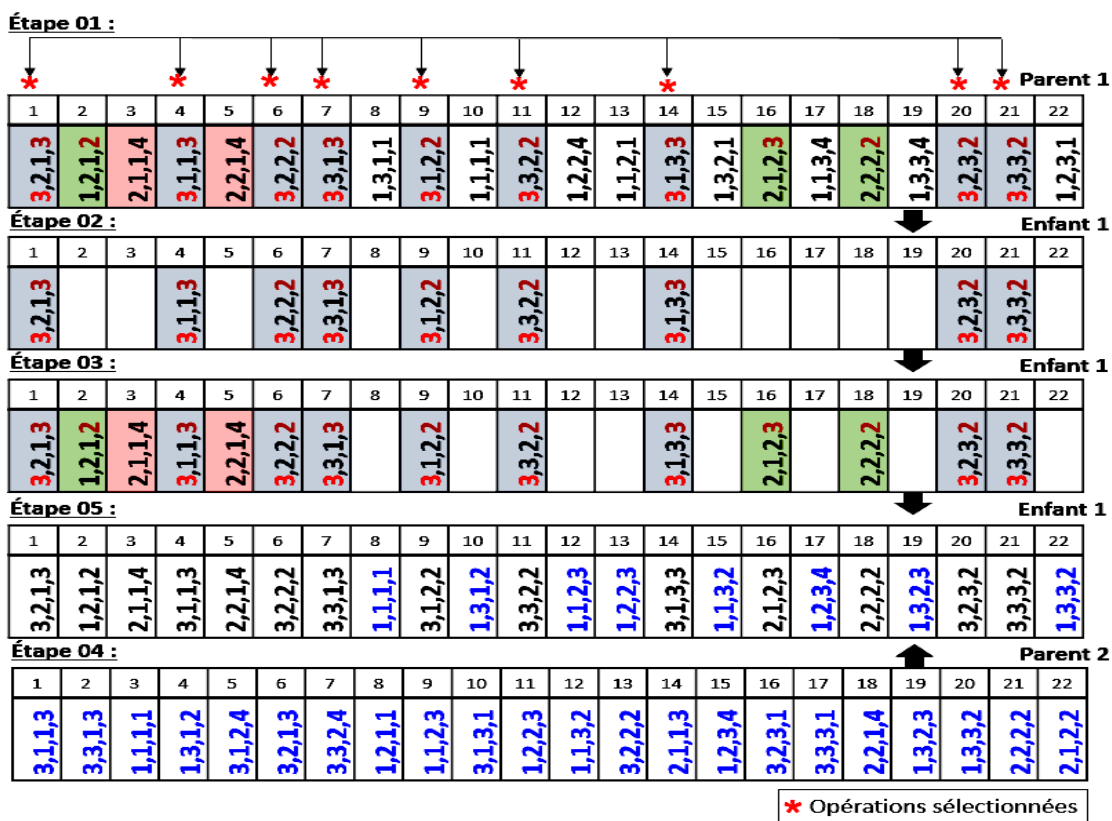 Étape 01 :
* * * * * * * * *
Parent 1
1 2 3 4 5 6 7 8 9 10 11 12 13 14 15 16 17 18 19 20 21 22
3,2,1,3 1,2,1,2 2,1,1,4 3,1,1,3 2,2,1,4 3,2,2,2 3,3,1,3 1,3,1,1 3,1,2,2 1,1,1,1 3,3,2,2 1,2,2,4 1,1,2,1 3,1,3,3 1,3,2,1 2,1,2,3 1,1,3,4 2,2,2,2 1,3,3,4 3,2,3,2 3,3,3,2 1,2,3,1
Étape 02 :
Enfant 1
1 2 3 4 5 6 7 8 9 10 11 12 13 14 15 16 17 18 19 20 21 22
3,2,1,3 3,1,1,3 3,2,2,2 3,3,1,3 3,1,2,2 3,3,2,2 3,1,3,3 3,2,3,2 3,3,3,2
Étape 03 :
Enfant 1
1 2 3 4 5 6 7 8 9 10 11 12 13 14 15 16 17 18 19 20 21 22
3,2,1,3 1,2,1,2 2,1,1,4 3,1,1,3 2,2,1,4 3,2,2,2 3,3,1,3 3,1,2,2 3,3,2,2 3,1,3,3 2,1,2,3 2,2,2,2 3,2,3,2 3,3,3,2
Étape 05 :
Enfant 1
1 2 3 4 5 6 7 8 9 10 11 12 13 14 15 16 17 18 19 20 21 22
3,2,1,3 1,2,1,2 2,1,1,4 3,1,1,3 2,2,1,4 3,2,2,2 3,3,1,3 1,1,1,1 3,1,2,2 1,3,1,2 3,3,2,2 1,1,2,3 1,2,2,3 3,1,3,3 1,1,3,2 2,1,2,3 1,2,3,4 2,2,2,2 1,3,2,3 3,2,3,2 3,3,3,2 1,3,3,2
Étape 04 :
Parent 2
1 2 3 4 5 6 7 8 9 10 11 12 13 14 15 16 17 18 19 20 21 22
3,1,1,3 3,3,1,3 1,1,1,1 1,3,1,2 3,1,2,4 3,2,1,3 3,3,2,4 1,2,1,1 1,1,2,3 3,1,3,1 1,2,2,3 1,1,3,2 3,2,2,2 2,1,1,3 1,2,3,4 3,2,3,1 3,3,3,1 2,2,1,4 1,3,2,3 1,3,3,2 2,2,2,2 2,1,2,2
* Opérations sélectionnées